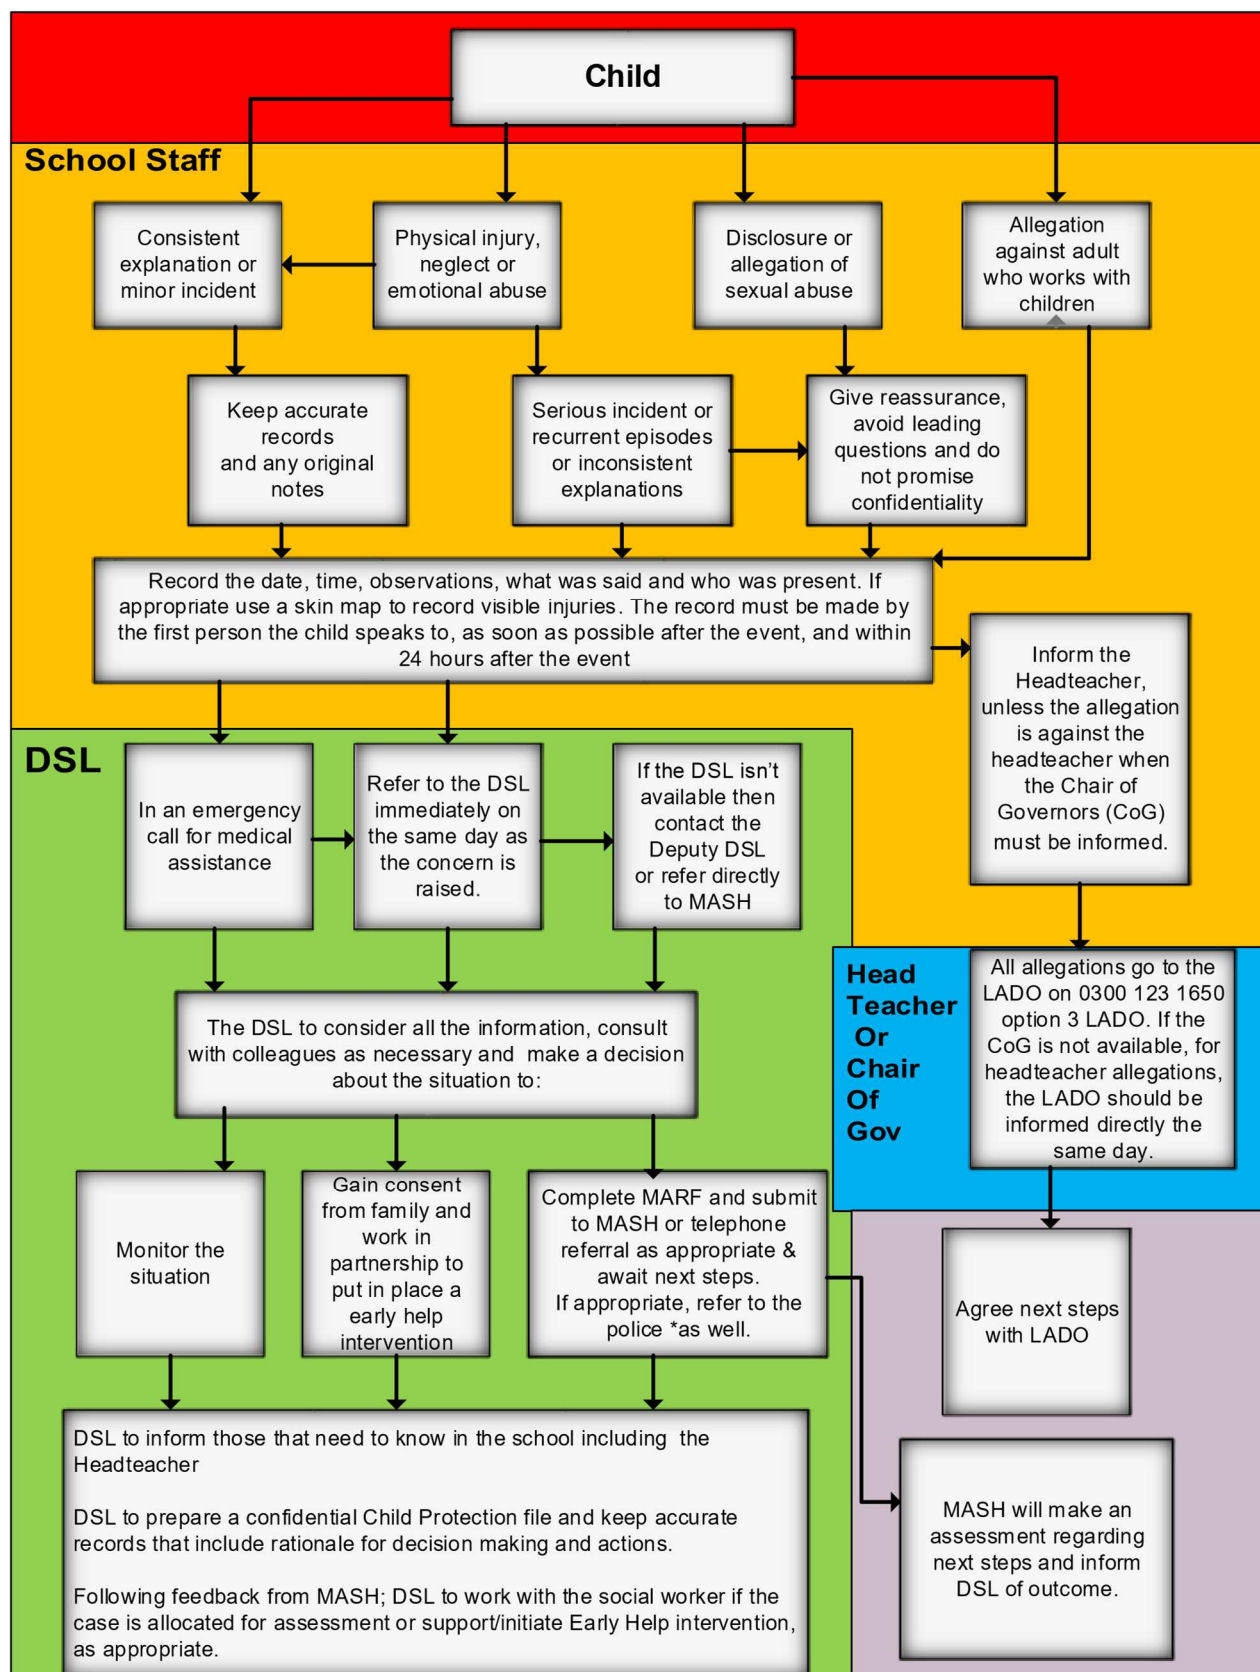 Child
School Staff
Consistent
explanation or
minor incident
Physical injury,
neglect or
emotional abuse
Disclosure or
allegation of
sexual abuse
Allegation
against adult
who works with
children
Keep accurate
records
and any original
notes
Serious incident or
recurrent episodes
or inconsistent
explanations
Give reassurance,
avoid leading
questions and do
not promise
confidentiality
Record the date, time, observations, what was said and who was present. If
appropriate use a skin map to record visible injuries. The record must be made by
the first person the child speaks to, as soon as possible after the event, and within
24 hours after the event
Inform the
Headteacher,
unless the allegation
is against the
headteacher when
the Chair of
Governors (CoG)
must be informed.
DSL
In an emergency
call for medical
assistance
Refer to the DSL
immediately on
the same day as
the concern is
raised.
If the DSL isn't
available then
contact the
Deputy DSL
or refer directly
to MASH
Head
Teacher
Or
Chair
Of
Gov
All allegations go to the
LADO on 0300 123 1650
option 3 LADO. If the
CoG is not available, for
headteacher allegations,
the LADO should be
informed directly the
same day.
The DSL to consider all the information, consult
with colleagues as necessary and make a decision
about the situation to:
Monitor the
situation
Gain consent
from family and
work in
partnership to
put in place a
early help
intervention
Complete MARF and submit
to MASH or telephone
referral as appropriate &
await next steps.
If appropriate, refer to the
police *as well.
Agree next steps
with LADO
DSL to inform those that need to know in the school including the
Headteacher
DSL to prepare a confidential Child Protection file and keep accurate
records that include rationale for decision making and actions.
Following feedback from MASH; DSL to work with the social worker if the
case is allocated for assessment or support/initiate Early Help intervention,
as appropriate.
MASH will make an
assessment regarding
next steps and inform
DSL of outcome.